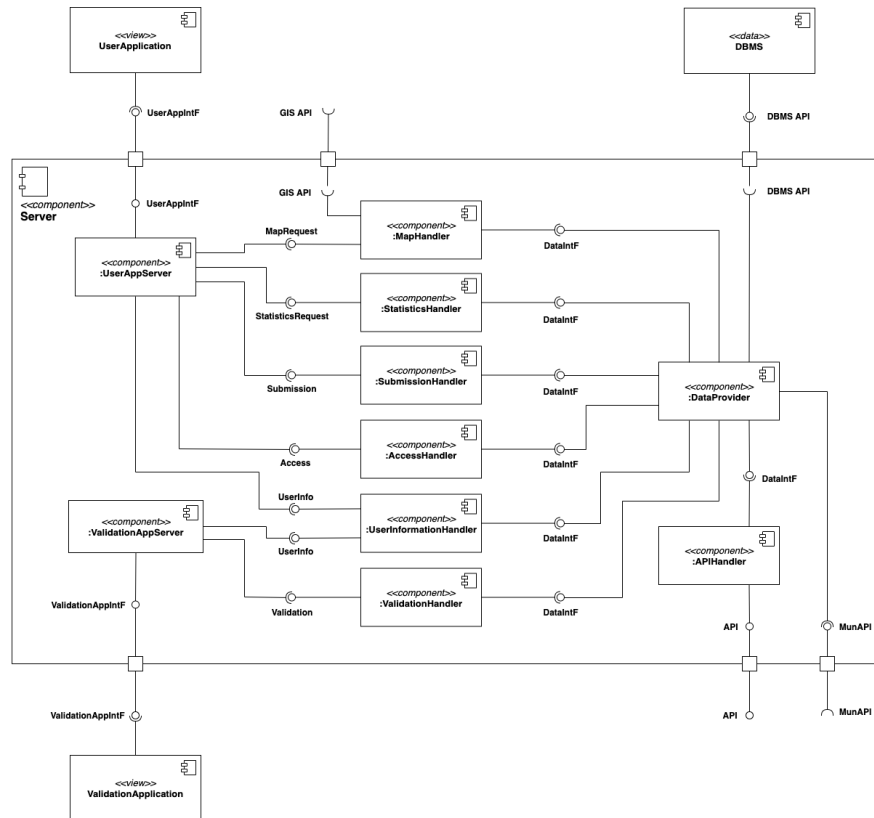 <<view>>
UserApplication
<<data>>
DBMS
UserAppIntF
GIS API
DBMS API
<<component>>
Server
UserAppIntF
GIS API
DBMS API
MapRequest
<<component>>
:MapHandler
DataIntF
<<component>>
:UserAppServer
StatisticsRequest
<<component>>
:StatisticsHandler
DataIntF
Submission
<<component>>
:SubmissionHandler
DataIntF
<<component>>
:DataProvider
Access
<<component>>
:AccessHandler
DataIntF
DataIntF
UserInfo
<<component>>
:ValidationAppServer
UserInfo
<<component>>
:UserInformationHandler
DataIntF
<<component>>
:APIHandler
ValidationAppIntF
Validation
<<component>>
:ValidationHandler
DataIntF
API
MunAPI
ValidationAppIntF
API
MunAPI
<<view>>
ValidationApplication